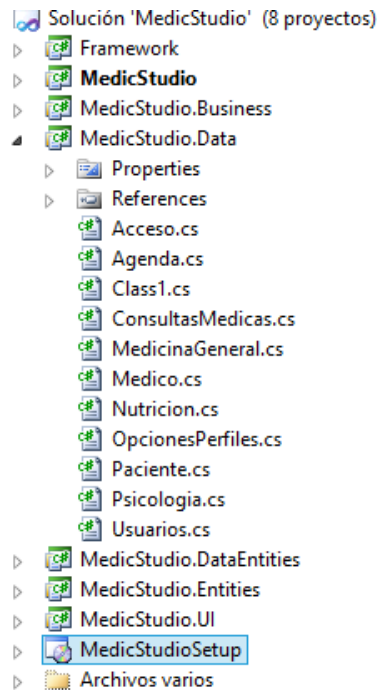 Solución 'MedicStudio' (8 proyectos)
Framework
MedicStudio
MedicStudio.Business
MedicStudio.Data
Properties
References
Acceso.cs
Agenda.cs
Class1.cs
ConsultasMedicas.cs
MedicinaGeneral.cs
Medico.cs
Nutricion.cs
OpcionesPerfiles.cs
Paciente.cs
Psicologia.cs
Usuarios.cs
MedicStudio.DataEntities
MedicStudio.Entities
MedicStudio.UI
MedicStudioSetup
Archivos varios